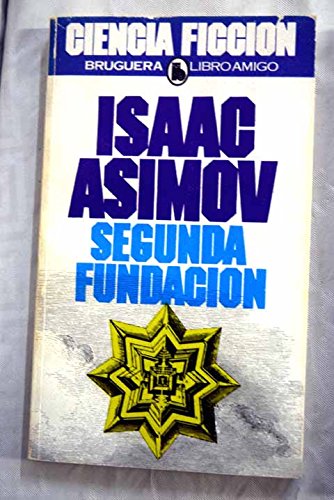 CIENCIA FICCION
BRUGUERA LIBRO AMIGO
ISAAC
ASIMOV
SEGUNDA
FUNDACION